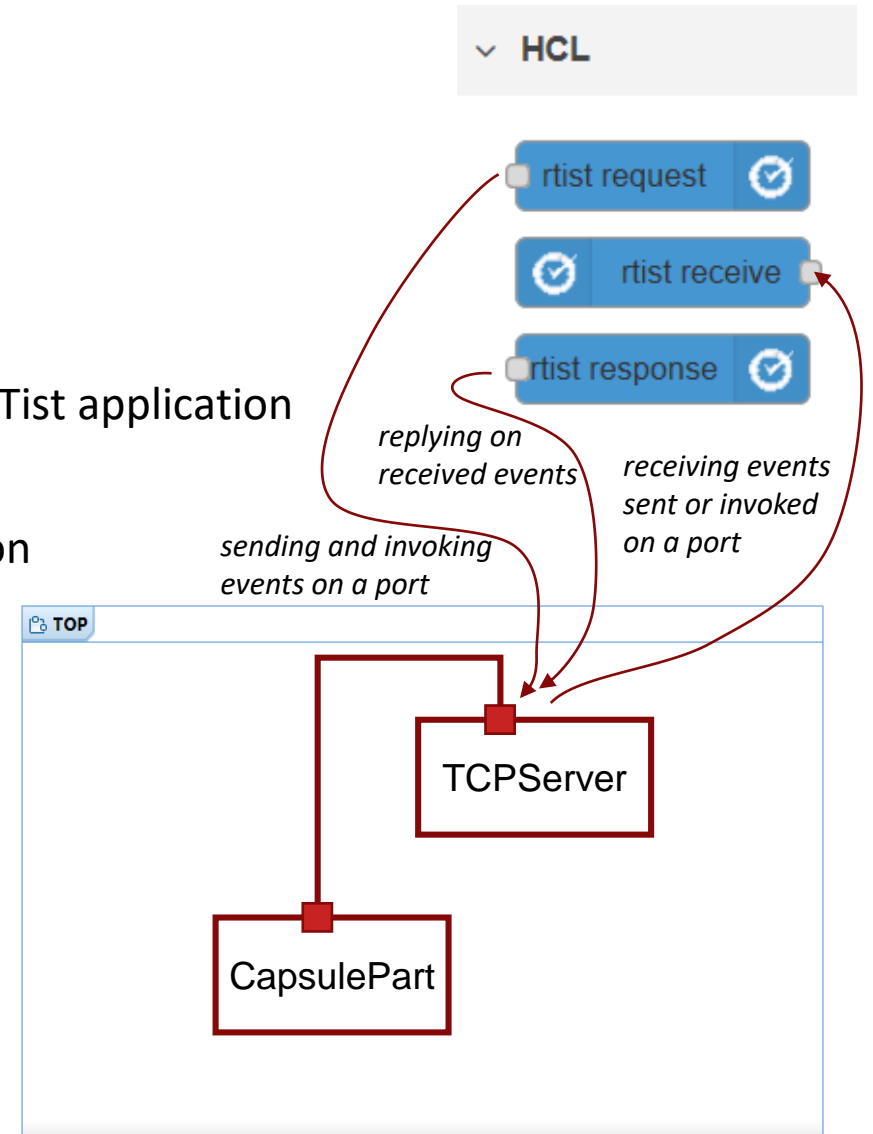 HCL
rtist request
rtist receive
rtist response
Tist application
replying on
received events
receiving events
sent or invoked
on a port
on
sending and invoking
events on a port
TOP
TCPServer
CapsulePart